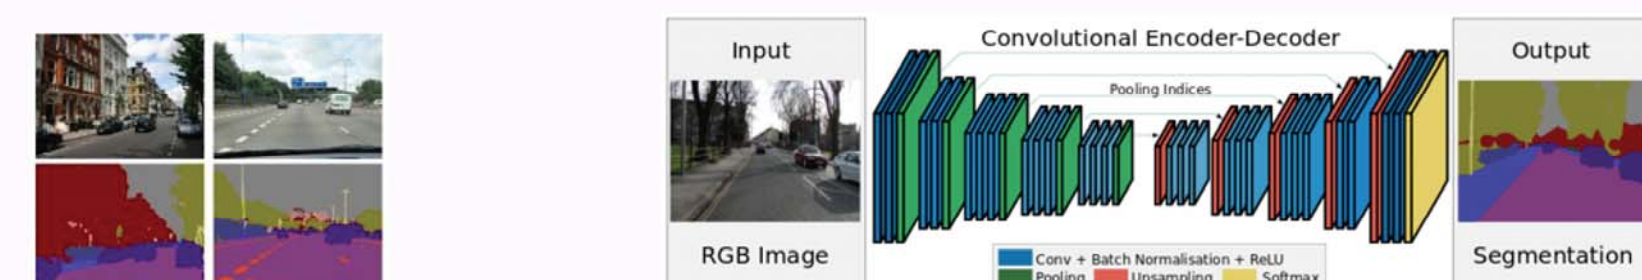 Input
Convolutional Encoder-Decoder
Output
Pooling Indices
RGB Image
Segmentation
Conv + Batch Normalisation + ReLU
Pooling Upsampling Softmax